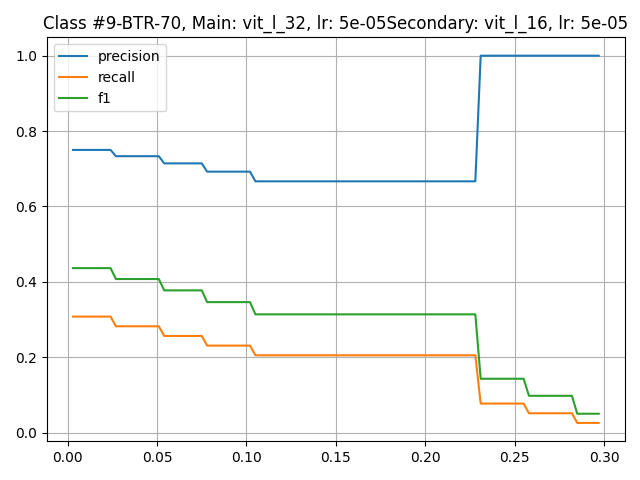 Class #9-BTR-70, Main: vit_l_32, lr: 5e-05Secondary: vit_l_16, lr: 5e-05
precision
recall
f1
1.0
0.8
0.6
0.4
0.2
0.0
0.00 0.05 0.10 0.15 0.20 0.25 0.30